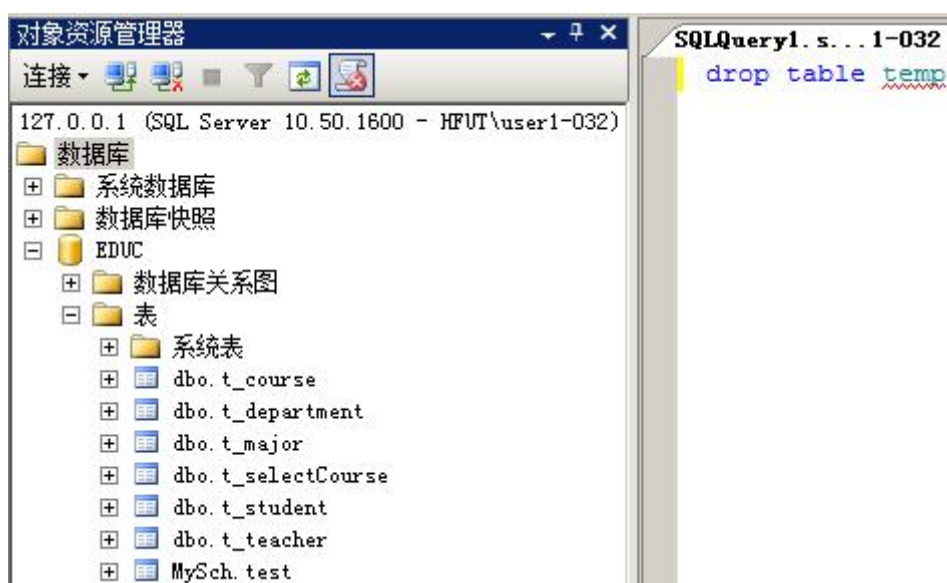 对象资源管理器
SQLQuery1.s...1-032
连接
drop table temp
127.0.0.1 (SQL Server 10.50.1600 - HFUT\user1-032)
数据库
系统数据库
数据库快照
EDUC
数据库关系图
表
系统表
dbo.t_course
dbo.t_department
dbo.t_major
dbo.t_selectCourse
dbo.t_student
dbo.t_teacher
MySch.test